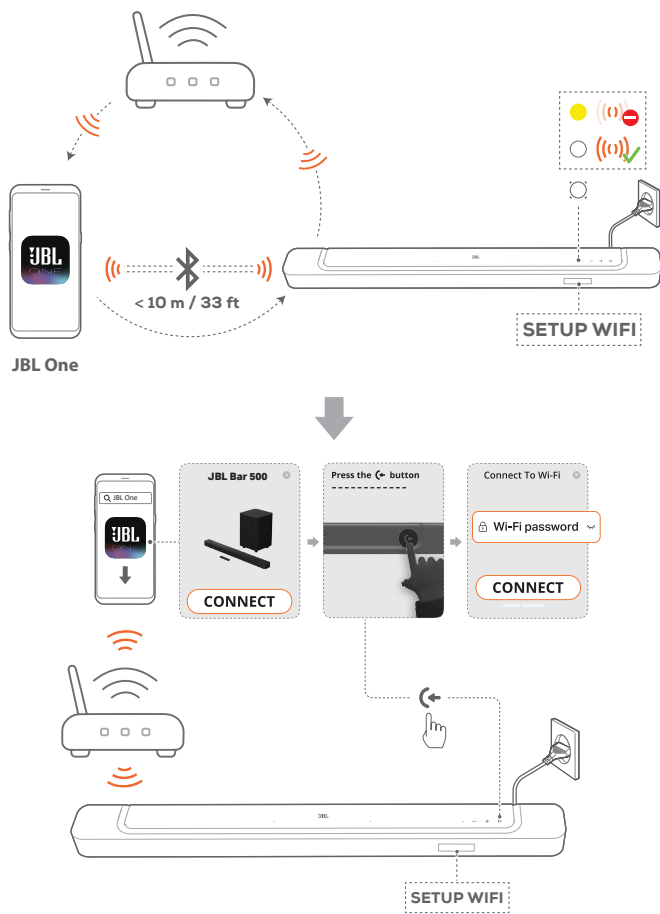 JBL
ONE
< 10 m / 33 ft
JBL
SETUP WIFI
JBL One
JBL One
JBL
ONE
JBL Bar 500
CONNECT
Press the button
Connect To Wi-Fi
Wi-Fi password
CONNECT
JBL
SETUP WIFI